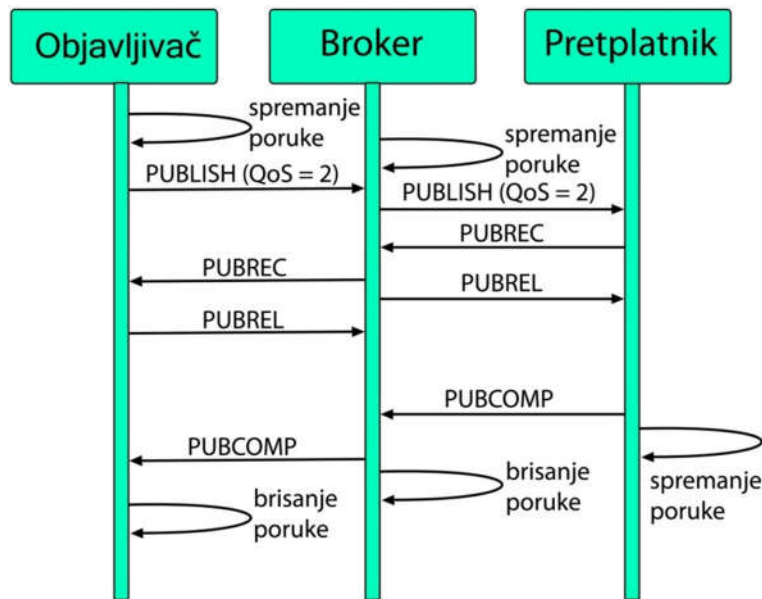 Objavljivač
Broker
Pretplatnik
spremanje
poruke
spremanje
poruke
PUBLISH (QoS = 2)
PUBLISH (QoS = 2)
PUBREC
PUBREC
PUBREL
PUBREL
PUBCOMP
PUBCOMP
brisanje
poruke
spremanje
poruke
brisanje
poruke